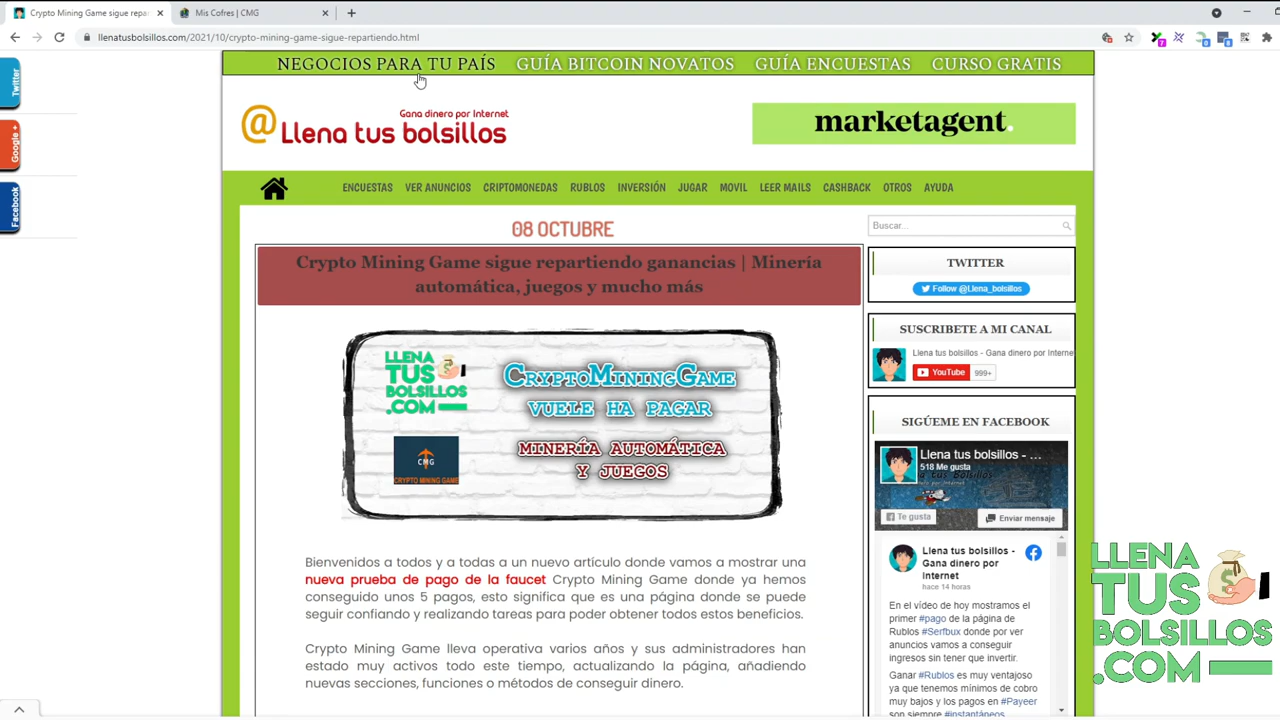 Crypto Mining Game sigue repar
Mis Cofres | CMG
llenatusbolsillos.com/2021/10/crypto-mining-game-sigue-repartiendo.html
NEGOCIOS PARA TU PAÍS GUÍA BITCOIN NOVATOS GUÍA ENCUESTAS CURSO GRATIS
Twitter
Google +
Facebook
Gana dinero por Internet
@Llena tus bolsillos
marketagent.
ENCUESTAS VER ANUNCIOS CRIPTOMONEDAS RUBLOS INVERSIÓN JUGAR MOVIL LEER MAILS CASHBACK OTROS AYUDA
08 OCTUBRE
Crypto Mining Game sigue repartiendo ganancias | Minería
automática, juegos y mucho más
LLENA
TUS
BOLSILLOS
.COM
CRYPTOMININGGAME
VUELE HA PAGAR
MINERÍA AUTOMÁTICA
Y JUEGOS
CMG
CRYPTO MINING GAME
Bienvenidos a todos y a todas a un nuevo artículo donde vamos a mostrar una
nueva prueba de pago de la faucet Crypto Mining Game donde ya hemos
conseguido unos 5 pagos, esto significa que es una página donde se puede
seguir confiando y realizando tareas para poder obtener todos estos beneficios.
Crypto Mining Game lleva operativa varios años y sus administradores han
estado muy activos todo este tiempo, actualizando la página, añadiendo
nuevas secciones, funciones o métodos de conseguir dinero.
Buscar...
TWITTER
Follow @Llena_bolsillos
SUSCRIBETE A MI CANAL
Llena tus bolsillos - Gana dinero por Interne
YouTube 999+
SIGÚEME EN FACEBOOK
Llena tus bolsillos - ...
518 Me gusta
Te gusta
Enviar mensaje
Llena tus bolsillos -
Gana dinero por
Internet
hace 14 horas
En el vídeo de hoy mostramos el
primer #pago de la página de
Rublos #Serfbux donde por ver
anuncios vamos a conseguir
ingresos sin tener que invertir.
Ganar #Rublos es muy ventajoso
ya que tenemos mínimos de cobro
muy bajos y los pagos en #Payeer
son siempre #instantáneos
LLENA
TUS
BOLSILLOS
.COM